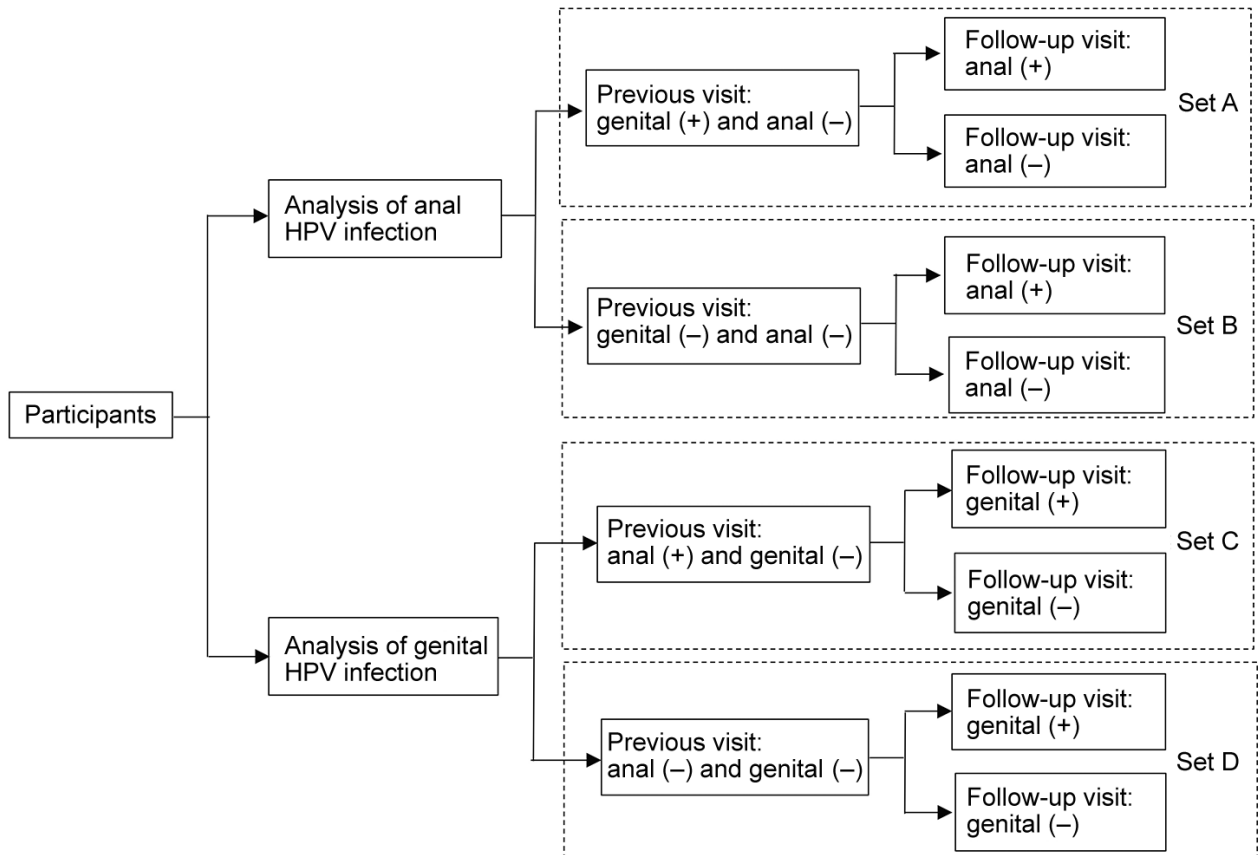 Participants
Analysis of anal
HPV infection
Previous visit:
genital (+) and anal (–)
Follow-up visit:
anal (+)
Follow-up visit:
anal (–)
Set A
Previous visit:
genital (–) and anal (–)
Follow-up visit:
anal (+)
Follow-up visit:
anal (–)
Set B
Analysis of genital
HPV infection
Previous visit:
anal (+) and genital (–)
Follow-up visit:
genital (+)
Follow-up visit:
genital (–)
Set C
Previous visit:
anal (–) and genital (–)
Follow-up visit:
genital (+)
Follow-up visit:
genital (–)
Set D